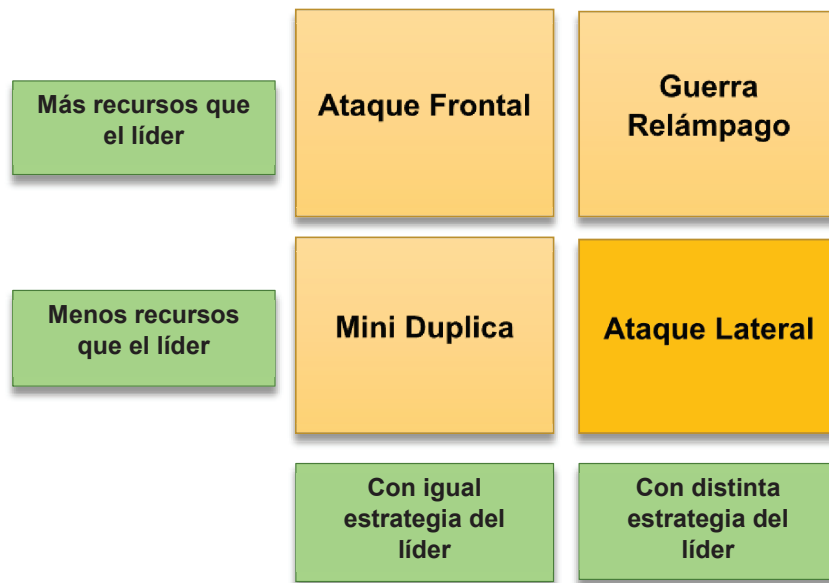 Más recursos que
el líder
Ataque Frontal
Guerra
Relámpago
Menos recursos
que el líder
Mini Duplica
Ataque Lateral
Con igual
estrategia del
líder
Con distinta
estrategia del
líder